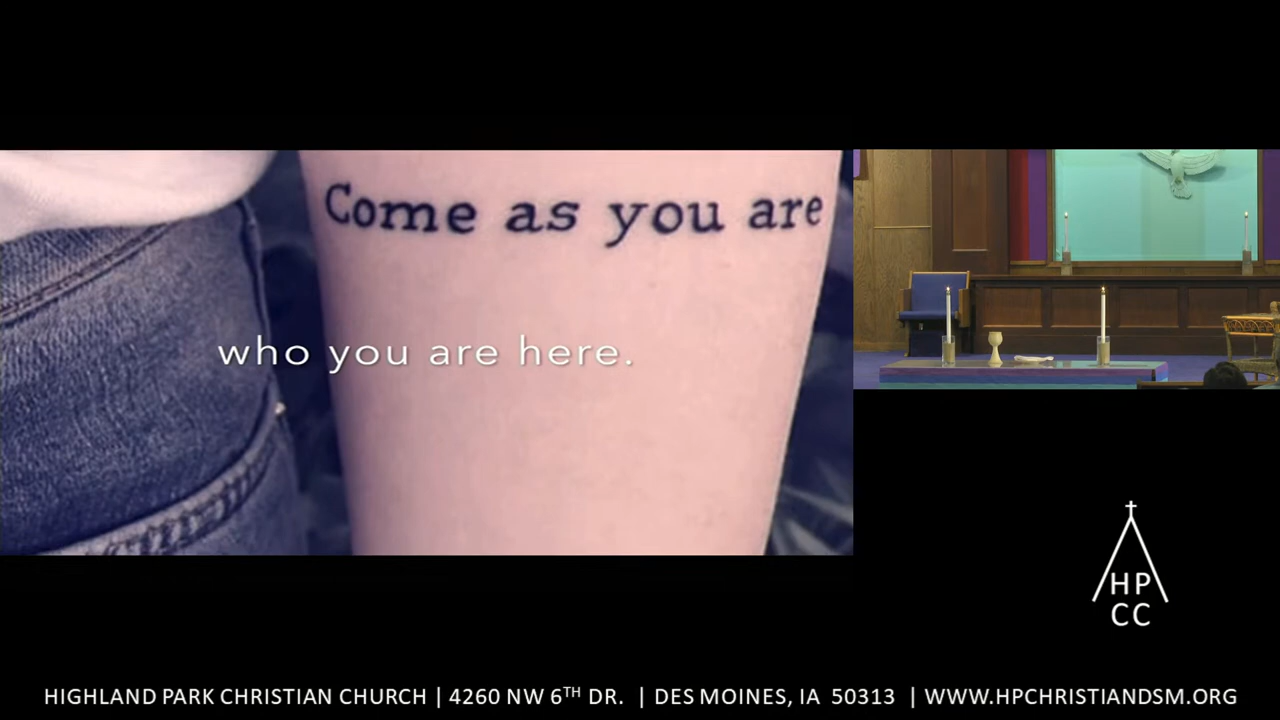 Come as you are
who you are here.
HP
CC
HIGHLAND PARK CHRISTIAN CHURCH | 4260 NW 6TH DR. | DES MOINES, IA 50313 | WWW.HPCHRISTIANDSM.ORG